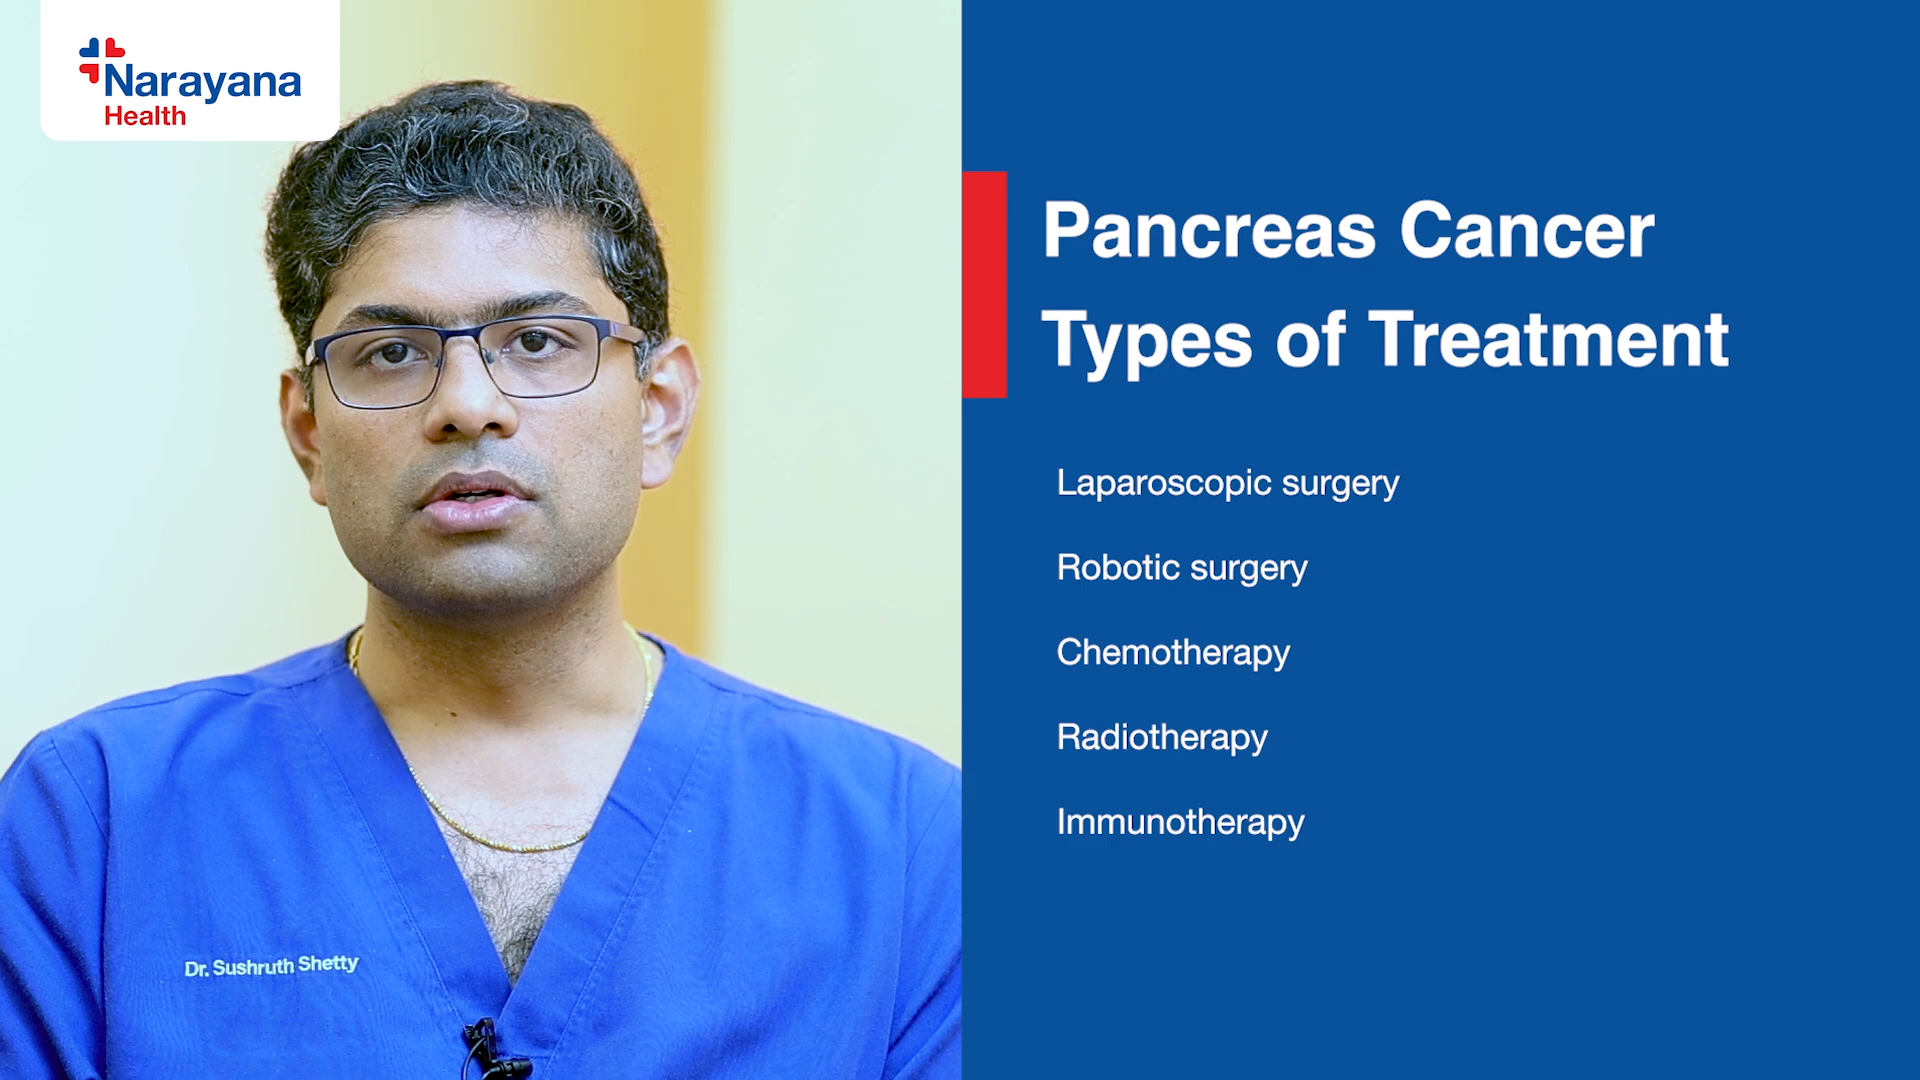 Narayana
Health
Pancreas Cancer
Types of Treatment
Laparoscopic surgery
Robotic surgery
Chemotherapy
Radiotherapy
Immunotherapy
Dr. Sushruth Shetty